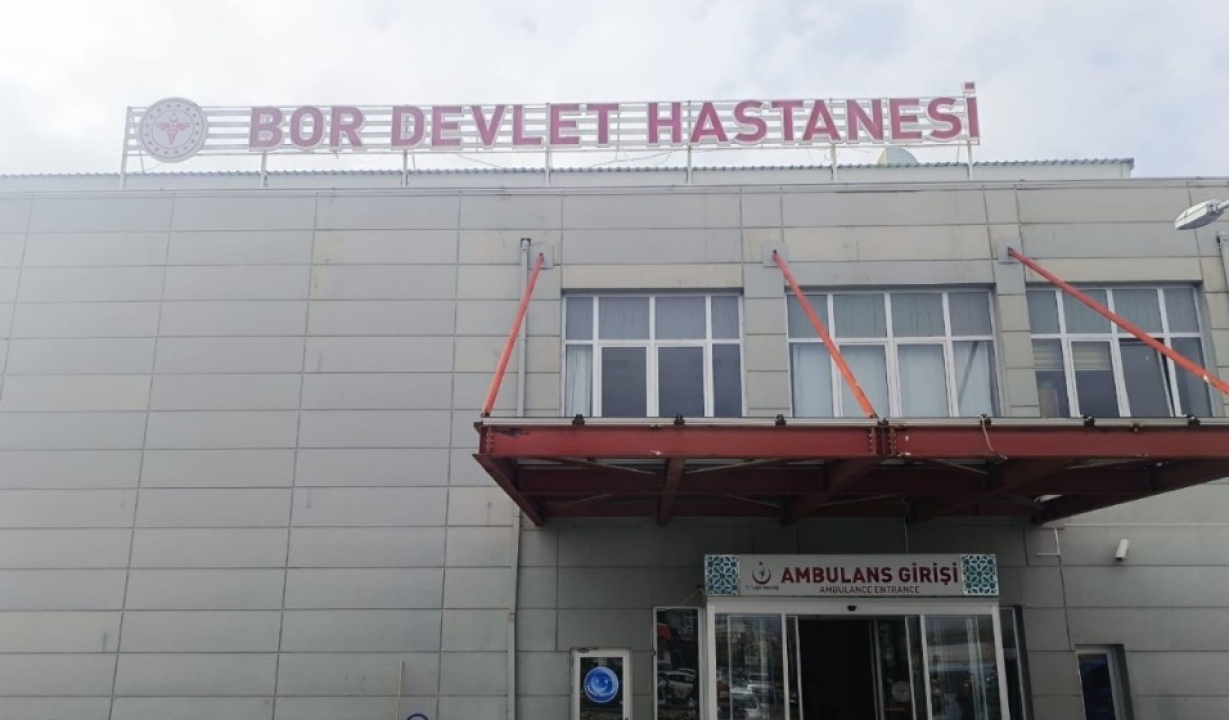 BOR DEVLET HASTANESİ
AMBULANS GİRİŞİ
AMBULANCE ENTRANCE